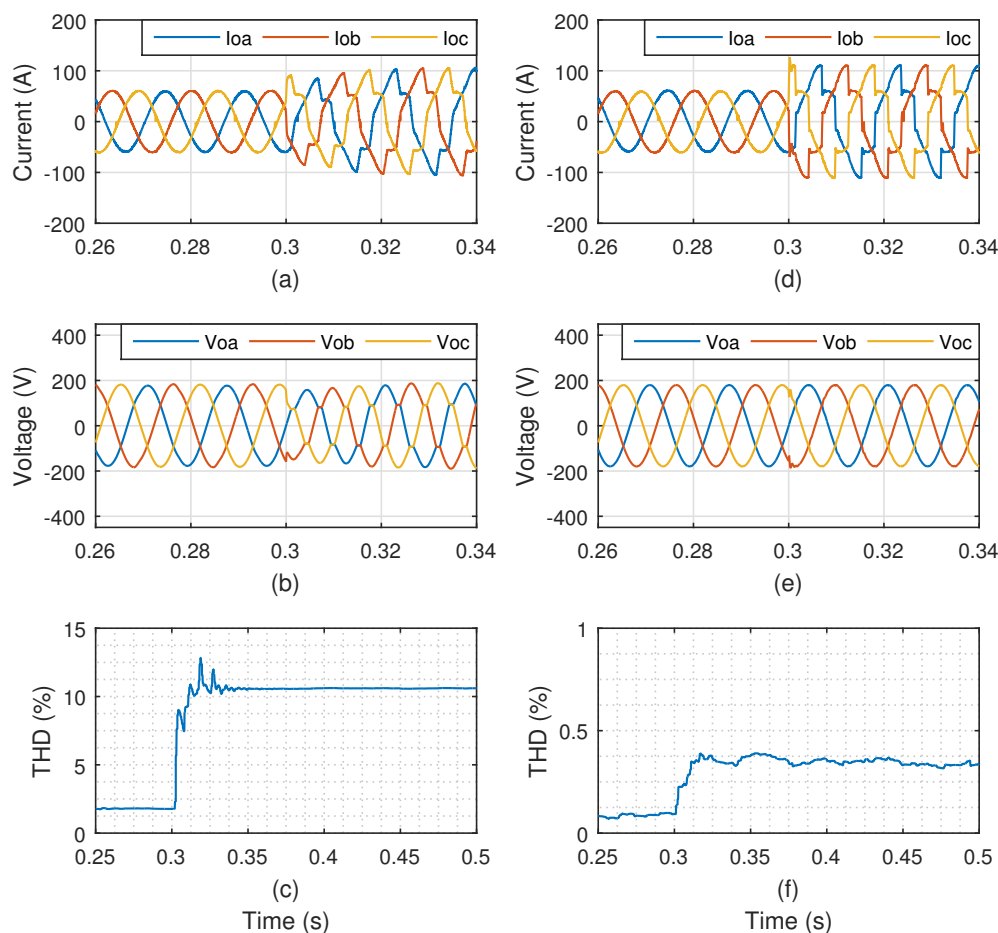 200
100
0
-100
-200
Current (A)
Ioa Iob Ioc
0.26 0.28 0.3 0.32 0.34
(a)
200
100
0
-100
-200
Current (A)
Ioa Iob Ioc
0.26 0.28 0.3 0.32 0.34
(d)
400
200
0
-200
-400
Voltage (V)
Voa Vob Voc
0.26 0.28 0.3 0.32 0.34
(b)
400
200
0
-200
-400
Voltage (V)
Voa Vob Voc
0.26 0.28 0.3 0.32 0.34
(e)
15
10
5
0
THD (%)
0.25 0.3 0.35 0.4 0.45 0.5
(c)
Time (s)
1
0.5
0
THD (%)
0.25 0.3 0.35 0.4 0.45 0.5
(f)
Time (s)